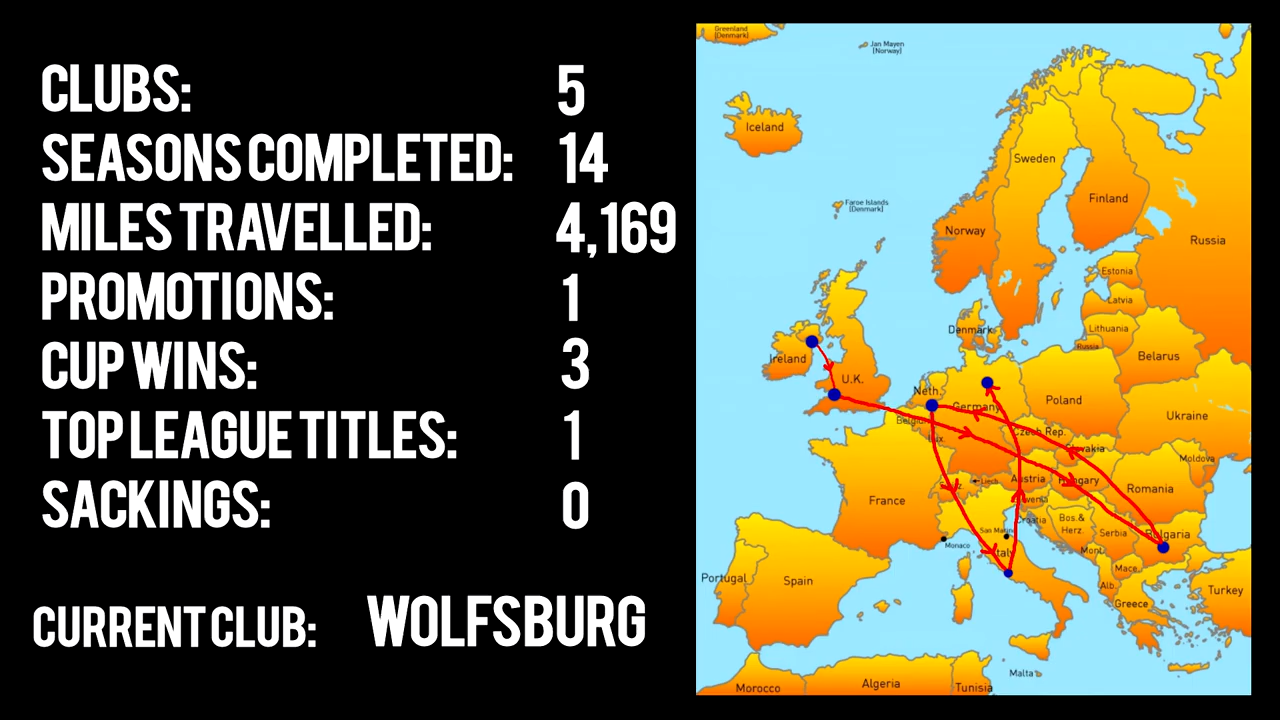 CLUBS: 5
SEASONS COMPLETED: 14
MILES TRAVELLED: 4,169
PROMOTIONS: 1
CUP WINS: 3
TOP LEAGUE TITLES: 1
SACKINGS: 0
CURRENT CLUB: WOLFSBURG
Greenland
[Denmark]
Jan Mayen
[Norway]
Iceland
Sweden
Finland
Faroe Islands
[Denmark]
Norway
Russia
Estonia
Latvia
Denmark
Lithuania
Russia
Ireland
Belarus
U.K.
Neth.
Poland
Germany
Ukraine
Belgium
Lux.
Czech Rep.
Slovakia
Moldova
Austria
Hungary
Liech.
Romania
France
Slovenia
Croatia
Bos.&
Herz.
San Marino
Serbia
Bulgaria
Monaco
Italy
Mont.
Mace.
Portugal
Spain
Alb.
Turkey
Greece
Malta
Morocco
Algeria
Tunisia